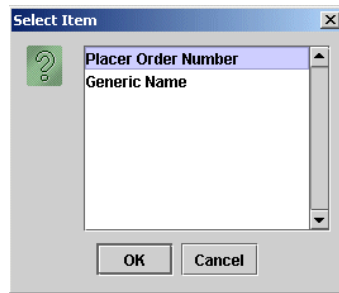 Select Item
Placer Order Number
Generic Name
OK Cancel